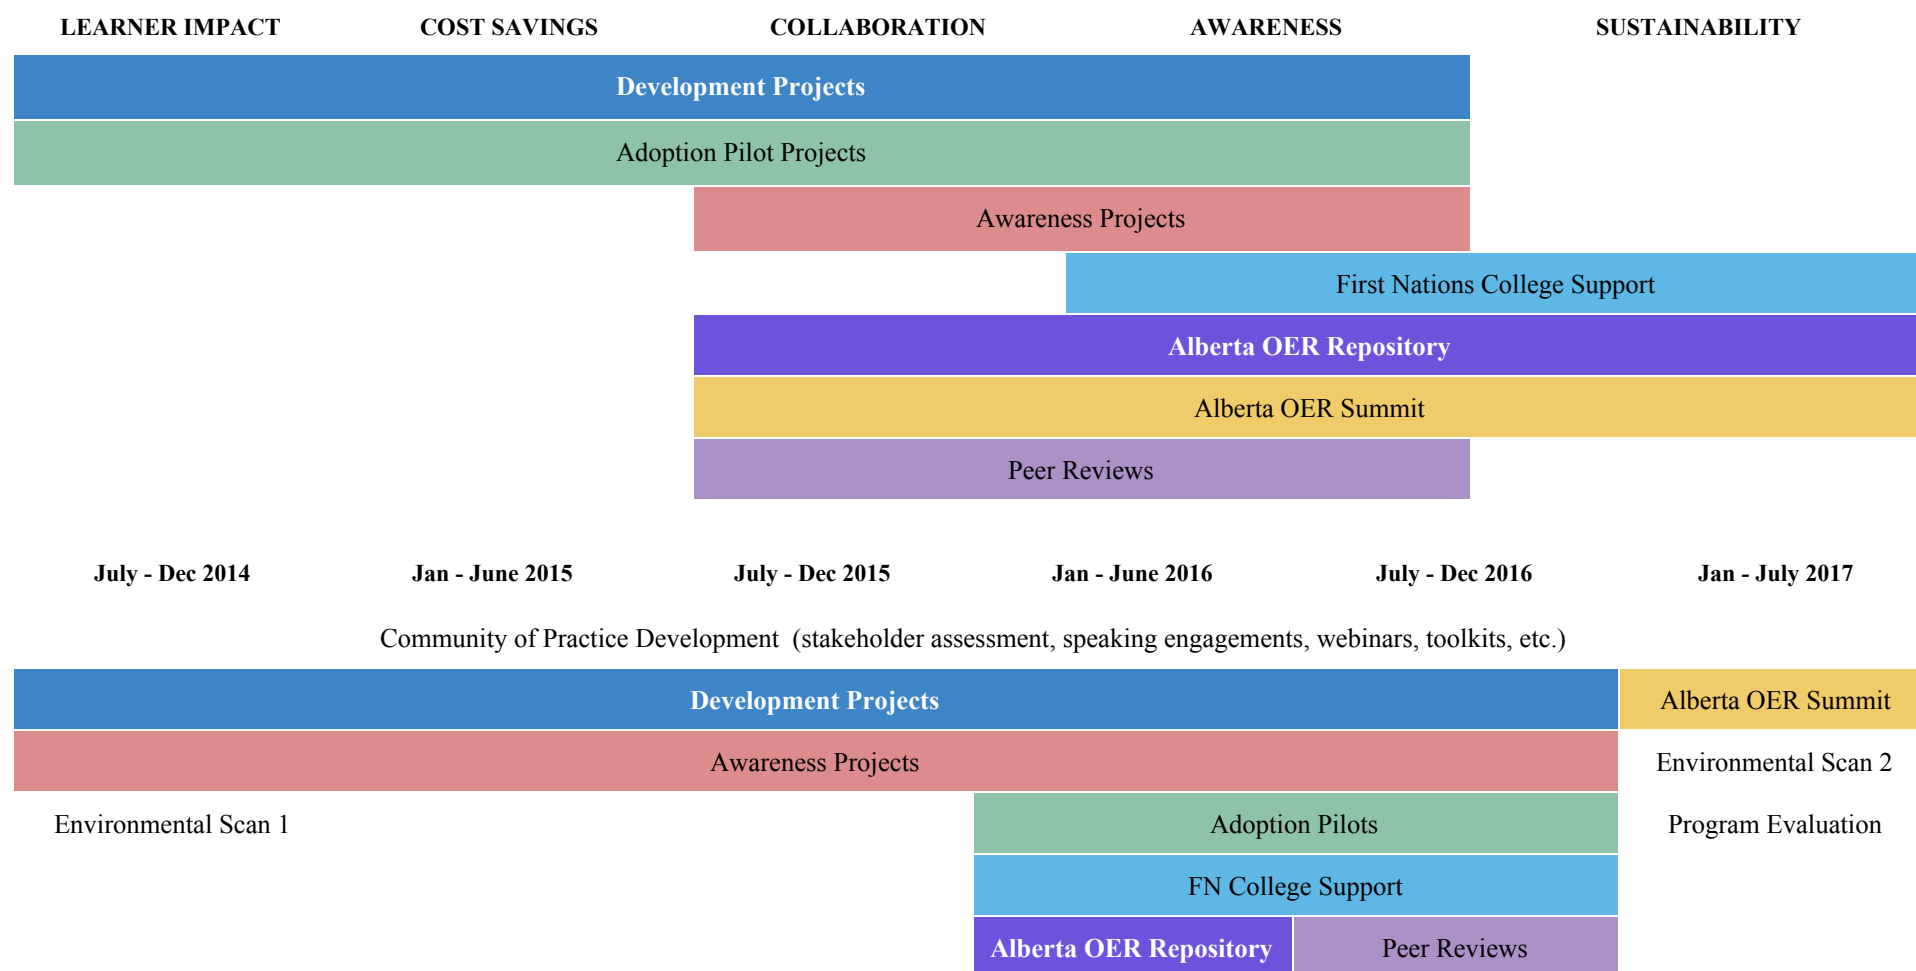 LEARNER IMPACT COST SAVINGS COLLABORATION AWARENESS SUSTAINABILITY
Development Projects
Adoption Pilot Projects
Awareness Projects
First Nations College Support
Alberta OER Repository
Alberta OER Summit
Peer Reviews
July - Dec 2014 Jan - June 2015 July - Dec 2015 Jan - June 2016 July - Dec 2016 Jan - July 2017
Community of Practice Development (stakeholder assessment, speaking engagements, webinars, toolkits, etc.)
Development Projects Alberta OER Summit
Awareness Projects Environmental Scan 2
Environmental Scan 1 Adoption Pilots Program Evaluation
FN College Support
Alberta OER Repository Peer Reviews